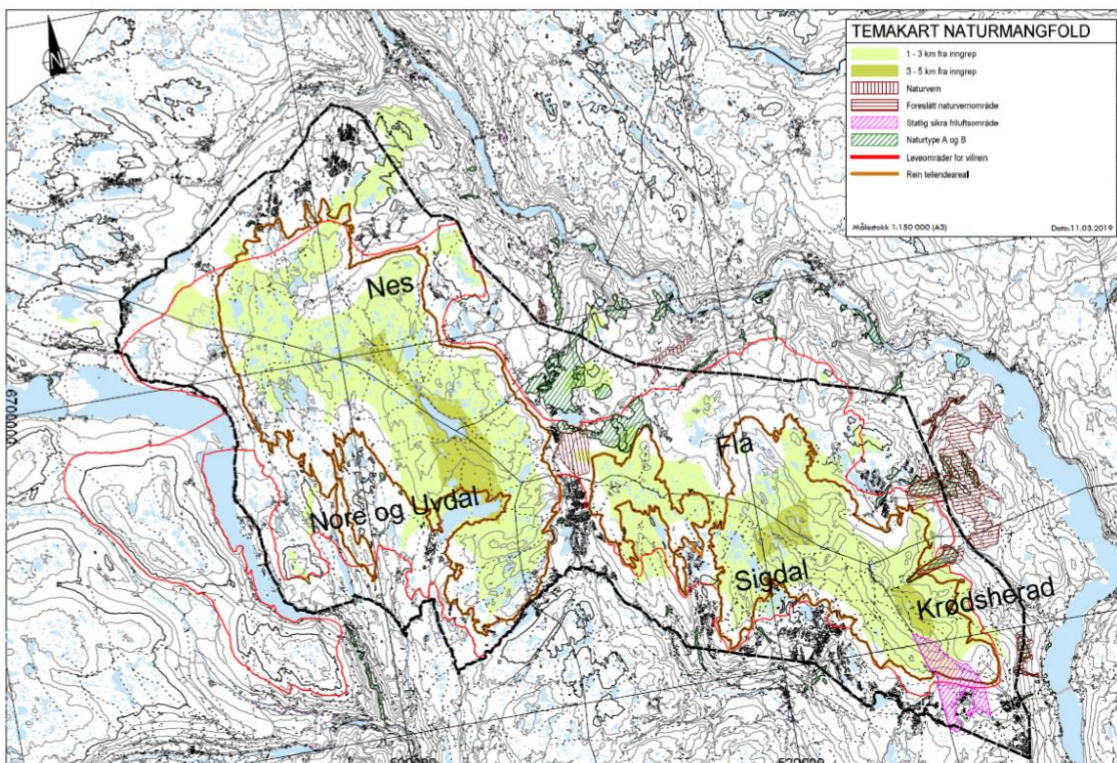 TEMAKART NATURMANGFOLD
1 - 3 km fra inngrep
3 - 5 km fra inngrep
Naturvern
Foreslått naturvernområde
Statlig sikra friluftsområde
Naturtype A og B
Leveområder for villrein
Rein tellendeareal
Målestokk 1:150 000 (A3)
Dato:11.03.2019
N
Nes
6700000
Flå
Nore og Uvdal
Sigdal
Krødsherad